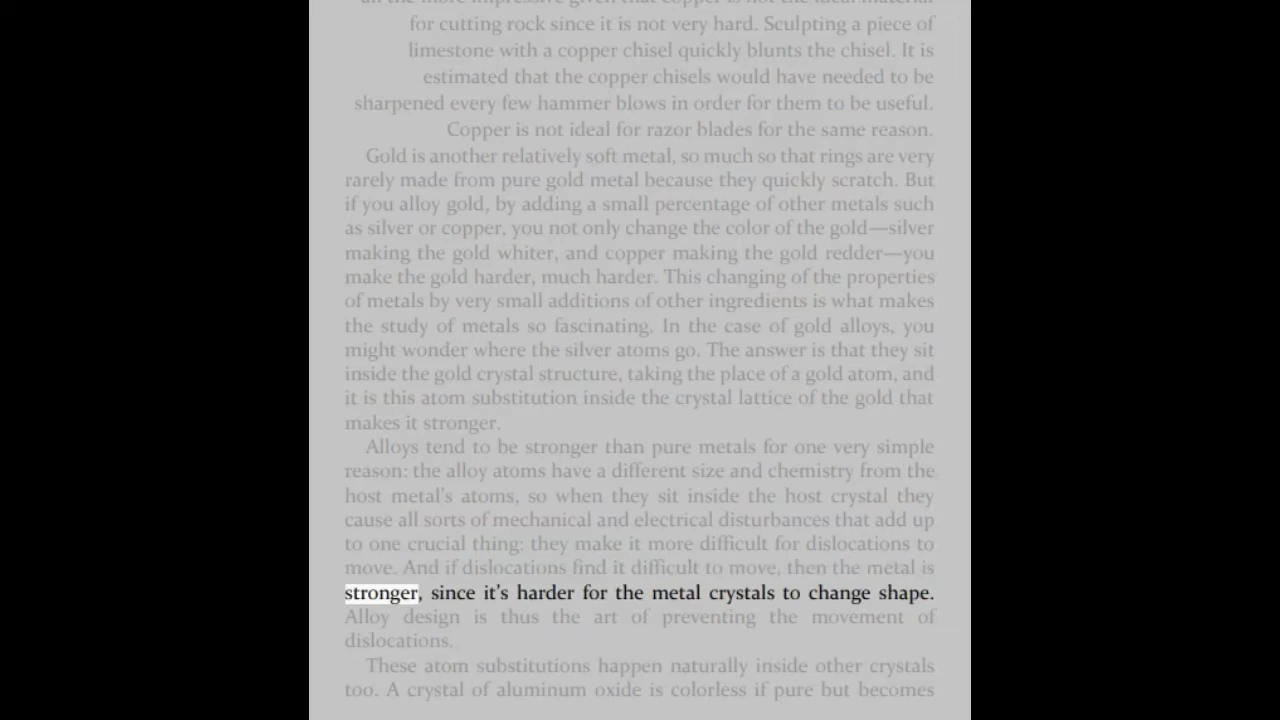 all the more impressive given that copper is not the ideal material
for cutting rock since it is not very hard. Sculpting a piece of
limestone with a copper chisel quickly blunts the chisel. It is
estimated that the copper chisels would have needed to be
sharpened every few hammer blows in order for them to be useful.
Copper is not ideal for razor blades for the same reason.
Gold is another relatively soft metal, so much so that rings are very
rarely made from pure gold metal because they quickly scratch. But
if you alloy gold, by adding a small percentage of other metals such
as silver or copper, you not only change the color of the gold—silver
making the gold whiter, and copper making the gold redder—you
make the gold harder, much harder. This changing of the properties
of metals by very small additions of other ingredients is what makes
the study of metals so fascinating. In the case of gold alloys, you
might wonder where the silver atoms go. The answer is that they sit
inside the gold crystal structure, taking the place of a gold atom, and
it is this atom substitution inside the crystal lattice of the gold that
makes it stronger.
Alloys tend to be stronger than pure metals for one very simple
reason: the alloy atoms have a different size and chemistry from the
host metal's atoms, so when they sit inside the host crystal they
cause all sorts of mechanical and electrical disturbances that add up
to one crucial thing: they make it more difficult for dislocations to
move. And if dislocations find it difficult to move, then the metal is
stronger, since it's harder for the metal crystals to change shape.
Alloy design is thus the art of preventing the movement of
dislocations.
These atom substitutions happen naturally inside other crystals
too. A crystal of aluminum oxide is colorless if pure but becomes